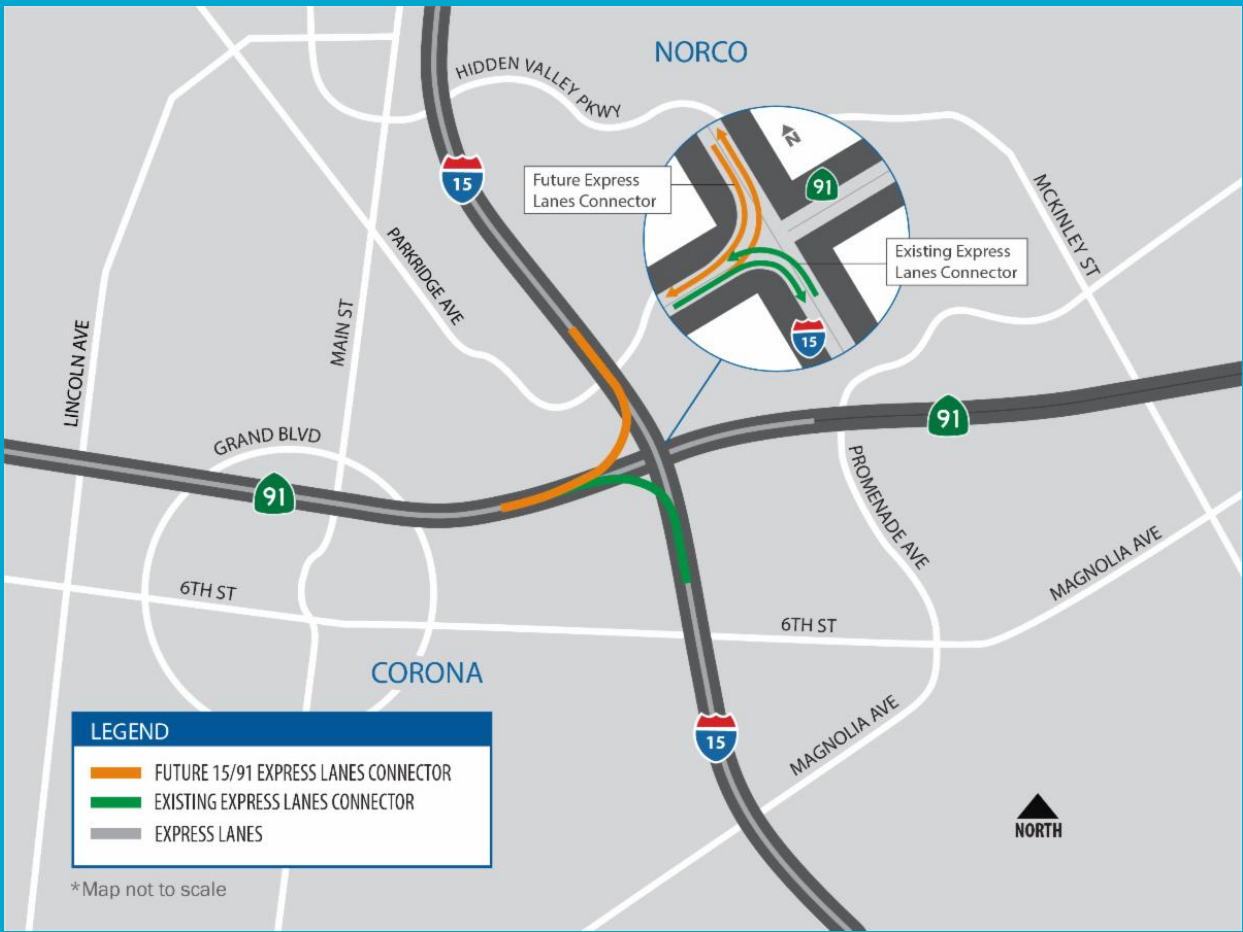 NORCO
HIDDEN VALLEY PKWY
15
Future Express
Lanes Connector
N
91
Existing Express
Lanes Connector
15
MCKINLEY ST
PARKRIDGE AVE
MAIN ST
LINCOLN AVE
GRAND BLVD
91
91
PROMENADE AVE
MAGNOLIA AVE
6TH ST
6TH ST
CORONA
15
MAGNOLIA AVE
LEGEND
FUTURE 15/91 EXPRESS LANES CONNECTOR
EXISTING EXPRESS LANES CONNECTOR
EXPRESS LANES
NORTH
*Map not to scale